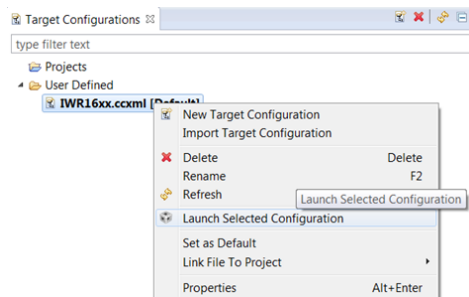 Target Configurations
type filter text
Projects
User Defined
IWR16xx.ccxml [Default]
New Target Configuration
Import Target Configuration
Delete Delete
Rename F2
Refresh
Launch Selected Configuration
Launch Selected Configuration
Set as Default
Link File To Project
Properties Alt+Enter